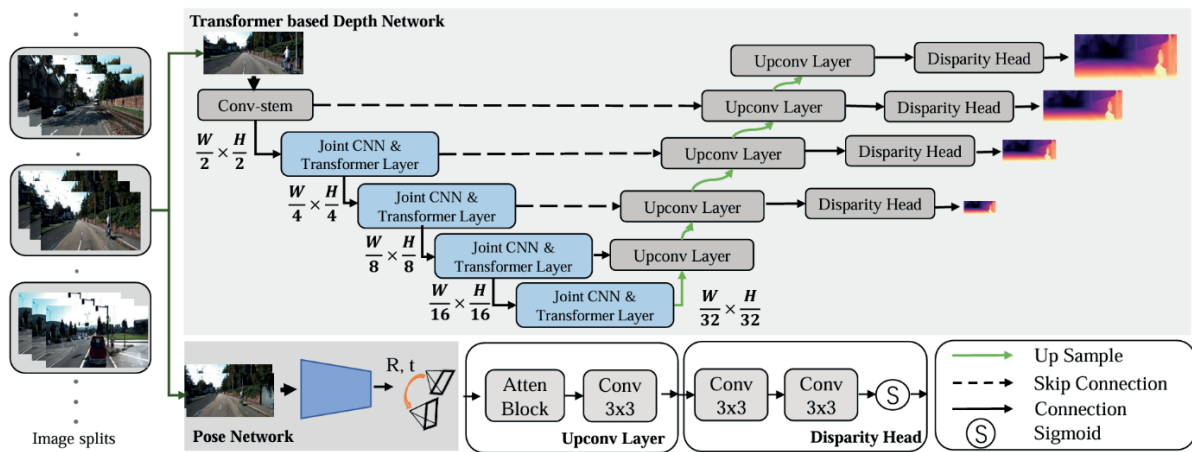 Transformer based Depth Network
Upconv Layer
Disparity Head
Conv-stem
Upconv Layer
Disparity Head
W/2 × H/2
Joint CNN &
Transformer Layer
Upconv Layer
Disparity Head
W/4 × H/4
Joint CNN &
Transformer Layer
Upconv Layer
Disparity Head
W/8 × H/8
Joint CNN &
Transformer Layer
Upconv Layer
W/16 × H/16
Joint CNN &
Transformer Layer
W/32 × H/32
Image splits
R, t
Pose Network
Atten
Block
Conv
3x3
Upconv Layer
Conv
3x3
Conv
3x3
S
Disparity Head
Up Sample
Skip Connection
Connection
S Sigmoid